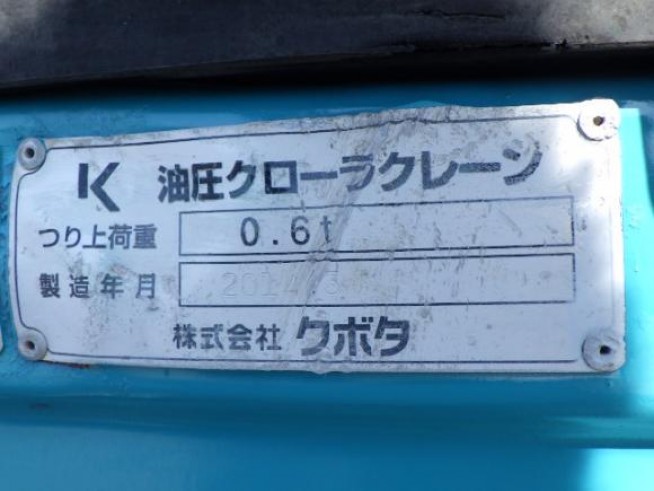 K 油圧クローラクレーン
つり上荷重 0.6t
製造年月
株式会社 クボタ